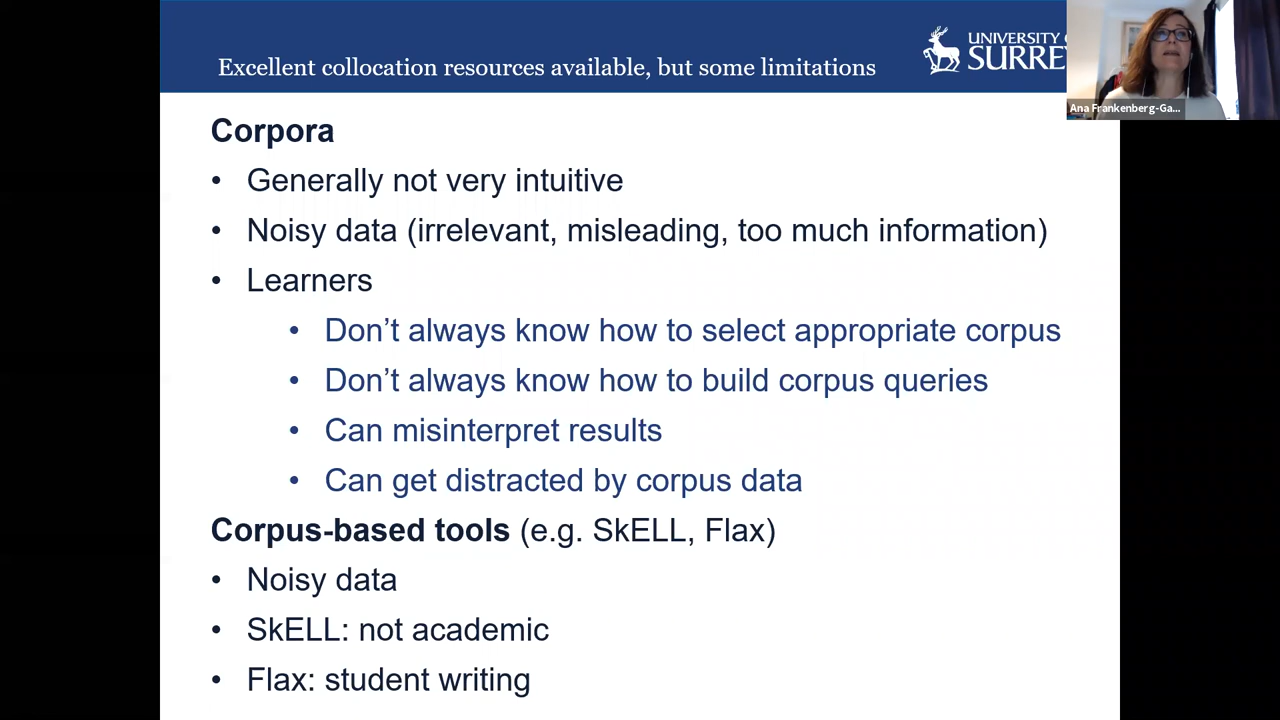 Excellent collocation resources available, but some limitations
UNIVERSITY O
SURRE
Ana Frankenberg-Ga...
Corpora
• Generally not very intuitive
• Noisy data (irrelevant, misleading, too much information)
• Learners
• Don’t always know how to select appropriate corpus
• Don’t always know how to build corpus queries
• Can misinterpret results
• Can get distracted by corpus data
Corpus-based tools (e.g. SkELL, Flax)
• Noisy data
• SkELL: not academic
• Flax: student writing